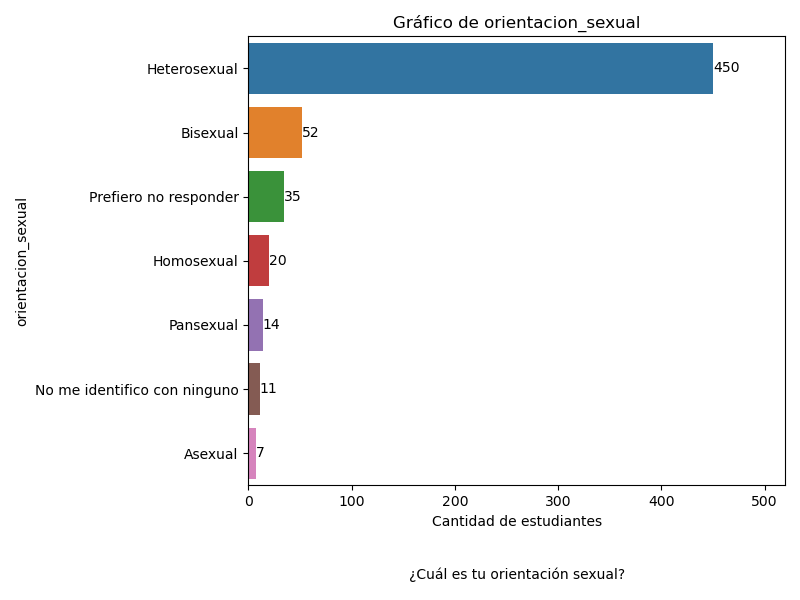 Gráfico de orientacion_sexual
Heterosexual 450
Bisexual 52
Prefiero no responder 35
Homosexual 20
Pansexual 14
No me identifico con ninguno 11
Asexual 7
orientacion_sexual
0 100 200 300 400 500
Cantidad de estudiantes
¿Cuál es tu orientación sexual?